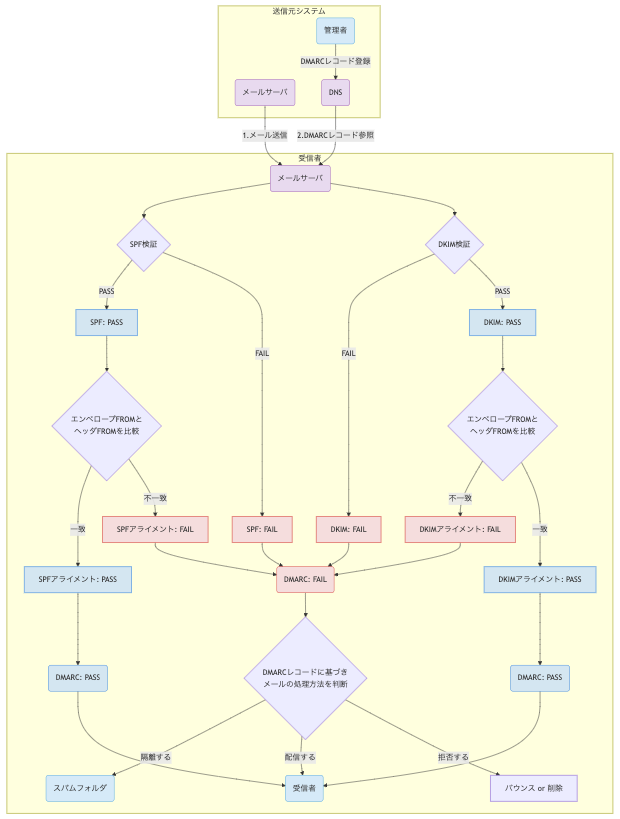 送信元システム
管理者
DMARCレコード登録
メールサーバ
DNS
1.メール送信
2.DMARCレコード参照
受信者
メールサーバ
SPF検証
DKIM検証
PASS
PASS
SPF: PASS
DKIM: PASS
FAIL
FAIL
エンベロープFROMと
ヘッダFROMを比較
エンベロープFROMと
ヘッダFROMを比較
不一致
不一致
一致
一致
SPFアライメント: FAIL
SPF: FAIL
DKIM: FAIL
DKIMアライメント: FAIL
SPFアライメント: PASS
DMARC: FAIL
DKIMアライメント: PASS
DMARC: PASS
DMARCレコードに基づき
メールの処理方法を判断
DMARC: PASS
隔離する
配信する
拒否する
スパムフォルダ
受信者
バウンス or 削除